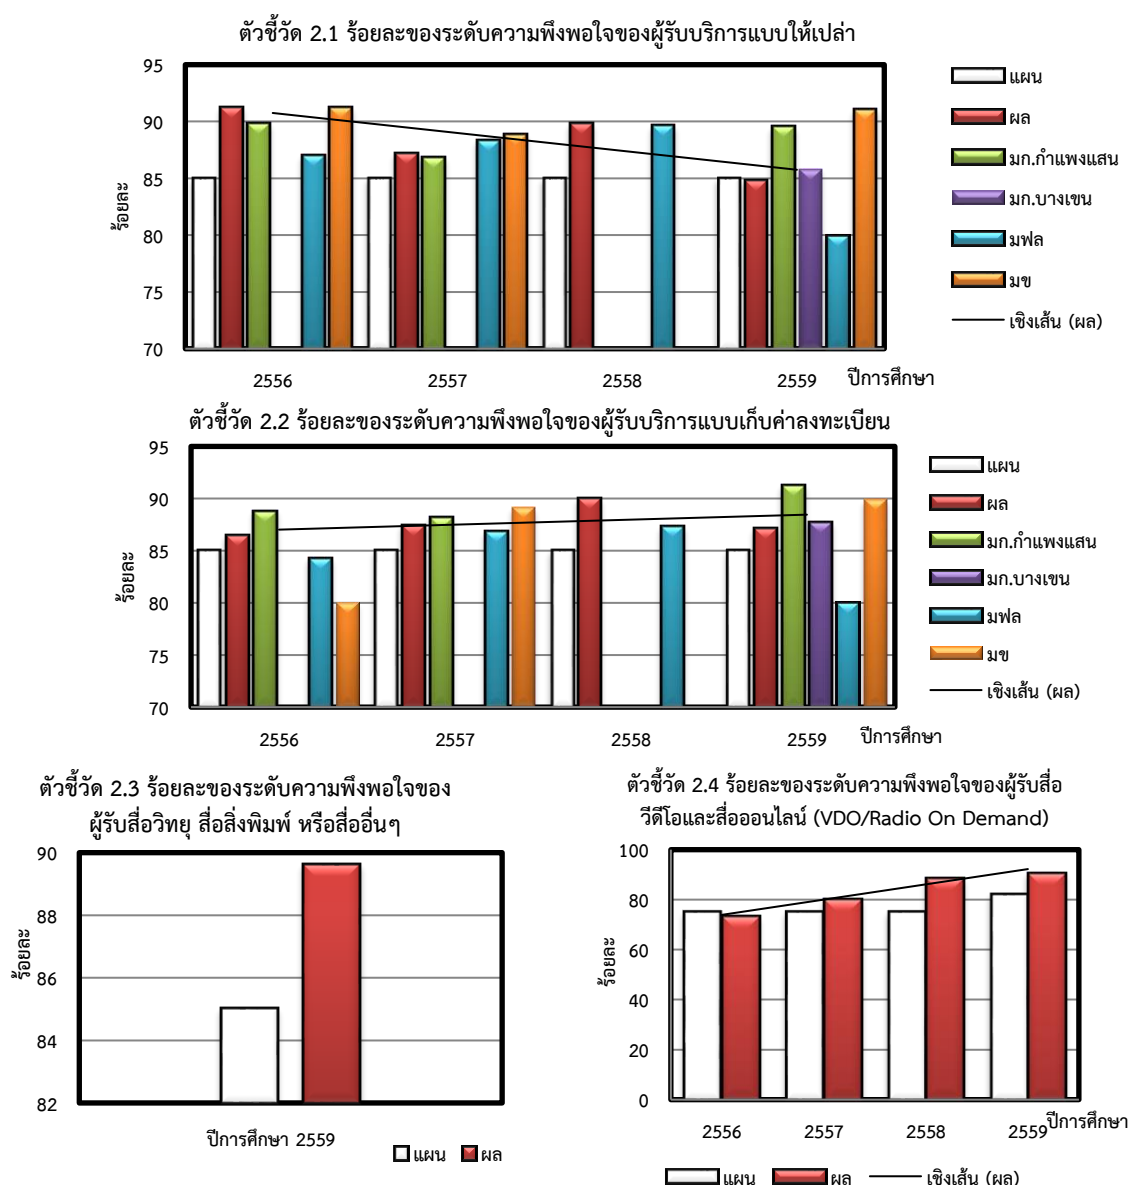 ตัวชี้วัด 2.1 ร้อยละของระดับความพึงพอใจของผู้รับบริการแบบให้เปล่า
95
90
85
80
75
70
ร้อยละ
2556 2557 2558 2559 ปีการศึกษา
แผน
ผล
มก.กำแพงแสน
มก.บางเขน
มฟล
มข
เชิงเส้น (ผล)
ตัวชี้วัด 2.2 ร้อยละของระดับความพึงพอใจของผู้รับบริการแบบเก็บค่าลงทะเบียน
95
90
85
80
75
70
ร้อยละ
2556 2557 2558 2559 ปีการศึกษา
แผน
ผล
มก.กำแพงแสน
มก.บางเขน
มฟล
มข
เชิงเส้น (ผล)
ตัวชี้วัด 2.3 ร้อยละของระดับความพึงพอใจของ
ผู้รับสื่อวิทยุ สื่อสิ่งพิมพ์ หรือสื่ออื่นๆ
90
88
86
84
82
ร้อยละ
ปีการศึกษา 2559
แผน ผล
ตัวชี้วัด 2.4 ร้อยละของระดับความพึงพอใจของผู้รับสื่อ
วีดีโอและสื่อออนไลน์ (VDO/Radio On Demand)
100
80
60
40
20
0
ร้อยละ
2556 2557 2558 2559 ปีการศึกษา
แผน ผล เชิงเส้น (ผล)